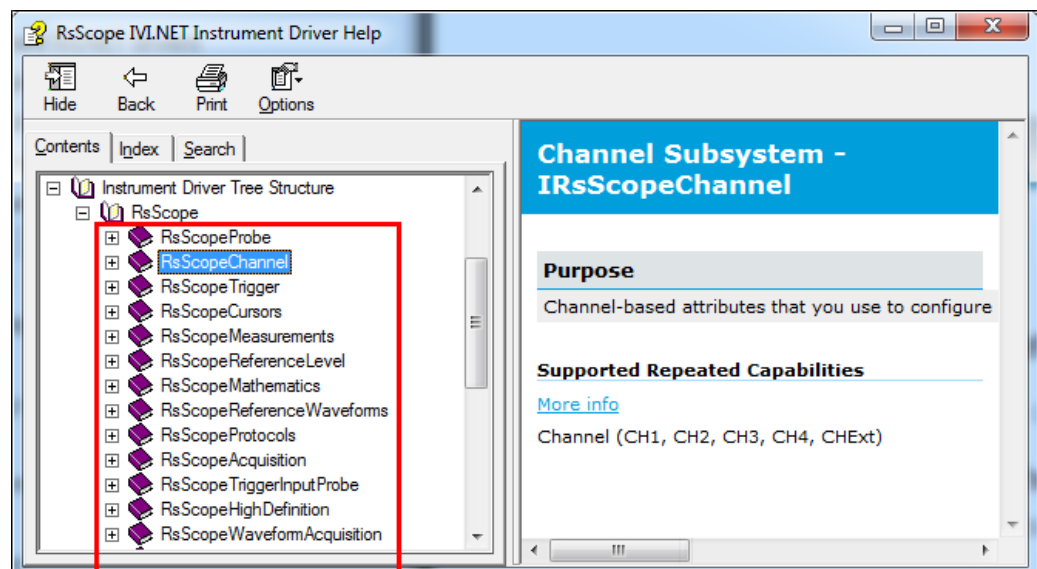 RsScope IVI.NET Instrument Driver Help
Hide Back Print Options
Contents Index Search
Instrument Driver Tree Structure
RsScope
RsScopeProbe
RsScopeChannel
RsScopeTrigger
RsScopeCursors
RsScopeMeasurements
RsScopeReferenceLevel
RsScopeMathematics
RsScopeReferenceWaveforms
RsScopeProtocols
RsScopeAcquisition
RsScopeTriggerInputProbe
RsScopeHighDefinition
RsScopeWaveformAcquisition
Channel Subsystem -
IRsScopeChannel
Purpose
Channel-based attributes that you use to configure
Supported Repeated Capabilities
More info
Channel (CH1, CH2, CH3, CH4, CHExt)